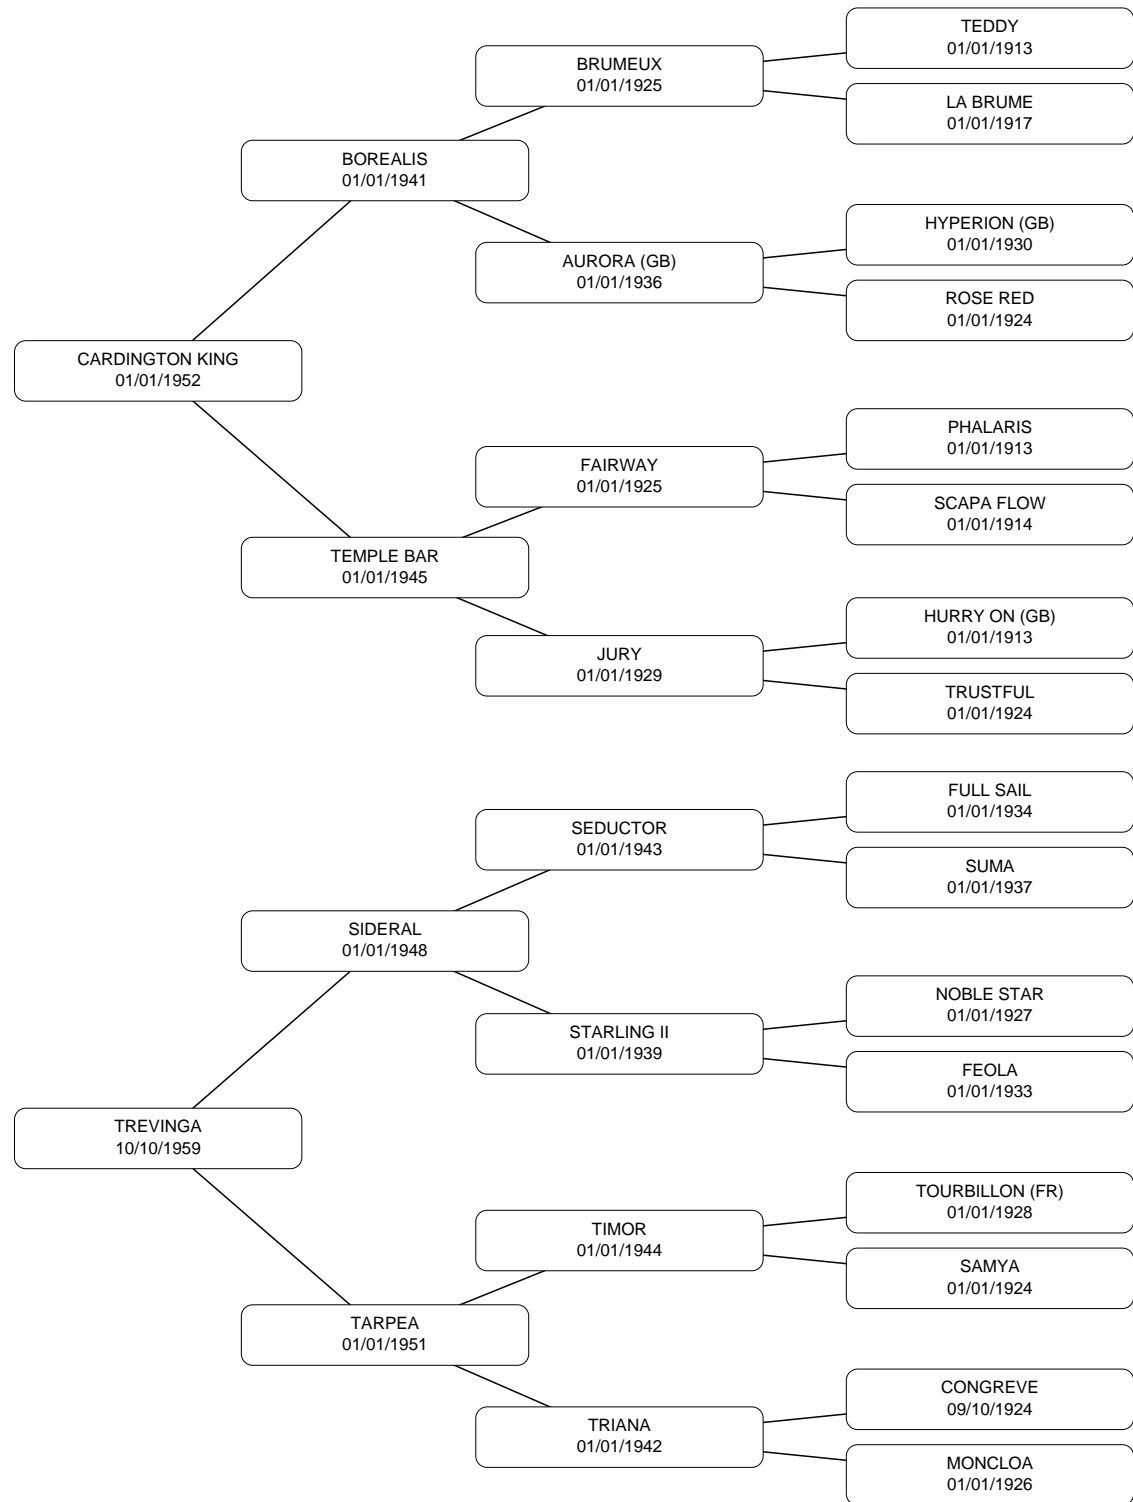 TEDDY
01/01/1913
BRUMEUX
01/01/1925
LA BRUME
01/01/1917
BOREALIS
01/01/1941
HYPERION (GB)
01/01/1930
AURORA (GB)
01/01/1936
ROSE RED
01/01/1924
CARDINGTON KING
01/01/1952
PHALARIS
01/01/1913
FAIRWAY
01/01/1925
SCAPA FLOW
01/01/1914
TEMPLE BAR
01/01/1945
HURRY ON (GB)
01/01/1913
JURY
01/01/1929
TRUSTFUL
01/01/1924
FULL SAIL
01/01/1934
SEDUCTOR
01/01/1943
SUMA
01/01/1937
SIDERAL
01/01/1948
NOBLE STAR
01/01/1927
STARLING II
01/01/1939
FEOLA
01/01/1933
TREVINGA
10/10/1959
TOURBILLON (FR)
01/01/1928
TIMOR
01/01/1944
SAMYA
01/01/1924
TARPEA
01/01/1951
CONGREVE
09/10/1924
TRIANA
01/01/1942
MONCLOA
01/01/1926